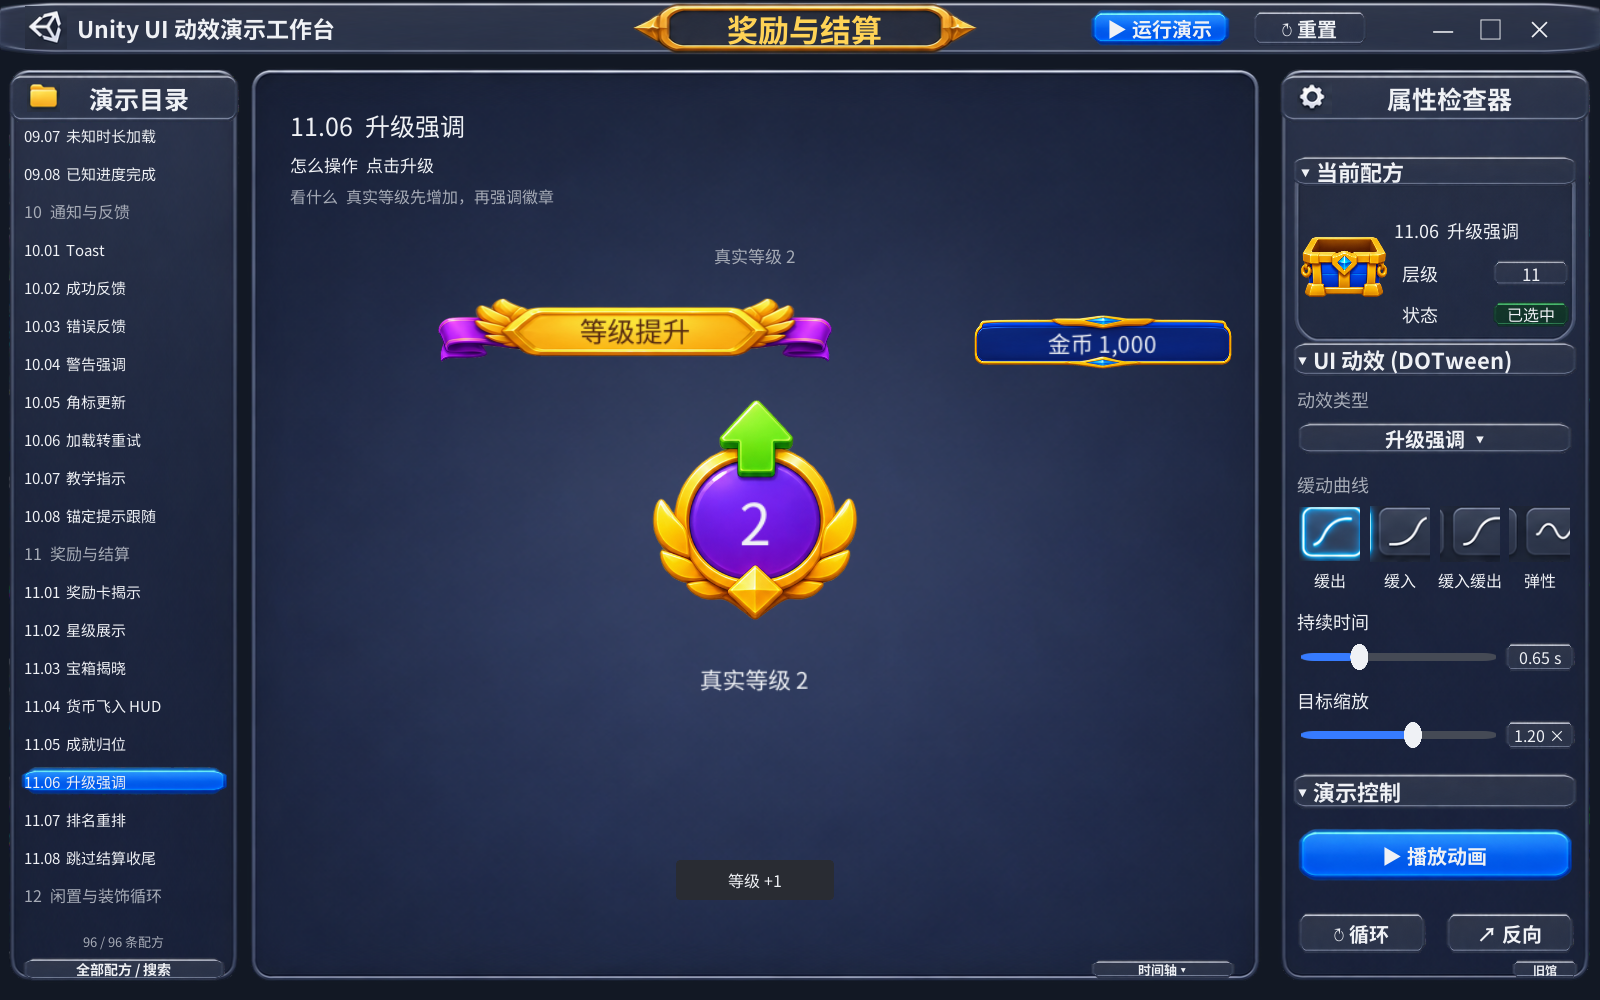 Unity UI 动效演示工作台
奖励与结算
▶ 运行演示
重置
演示目录
09.07 未知时长加载
09.08 已知进度完成
10 通知与反馈
10.01 Toast
10.02 成功反馈
10.03 错误反馈
10.04 警告强调
10.05 角标更新
10.06 加载转重试
10.07 教学指示
10.08 锚定提示跟随
11 奖励与结算
11.01 奖励卡揭示
11.02 星级展示
11.03 宝箱揭晓
11.04 货币飞入 HUD
11.05 成就归位
11.06 升级强调
11.07 排名重排
11.08 跳过结算收尾
12 闲置与装饰循环
96 / 96 条配方
全部配方 / 搜索
11.06 升级强调
怎么操作 点击升级
看什么 真实等级先增加，再强调徽章
真实等级 2
等级提升
金币 1,000
2
真实等级 2
等级 +1
时间轴 ▾
属性检查器
▾ 当前配方
11.06 升级强调
层级 11
状态 已选中
▾ UI 动效 (DOTween)
动效类型
升级强调 ▾
缓动曲线
缓出 缓入 缓入缓出 弹性
持续时间
0.65 s
目标缩放
1.20 ×
▾ 演示控制
▶ 播放动画
循环
↗ 反向
旧馆